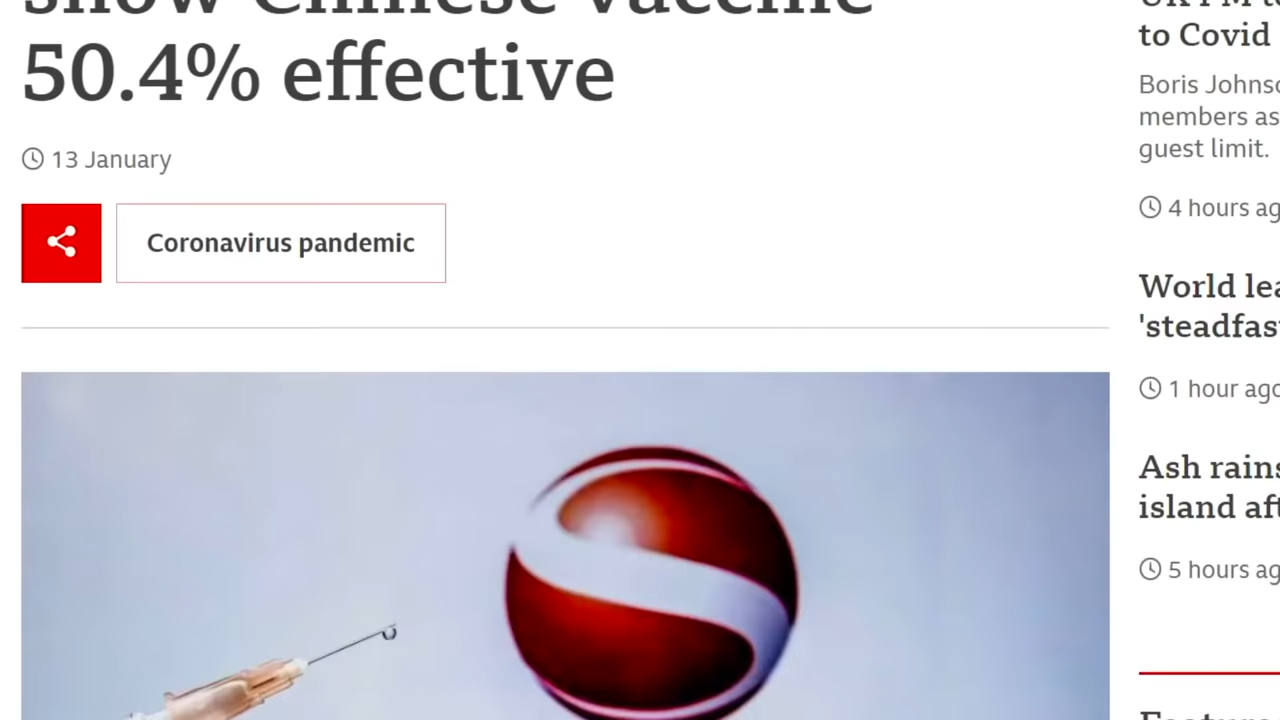 show Chinese vaccine
50.4% effective
13 January
Coronavirus pandemic
to Covid
Boris Johnso
members as
guest limit.
4 hours ag
World lea
'steadfas
1 hour ago
Ash rains
island aft
5 hours ag